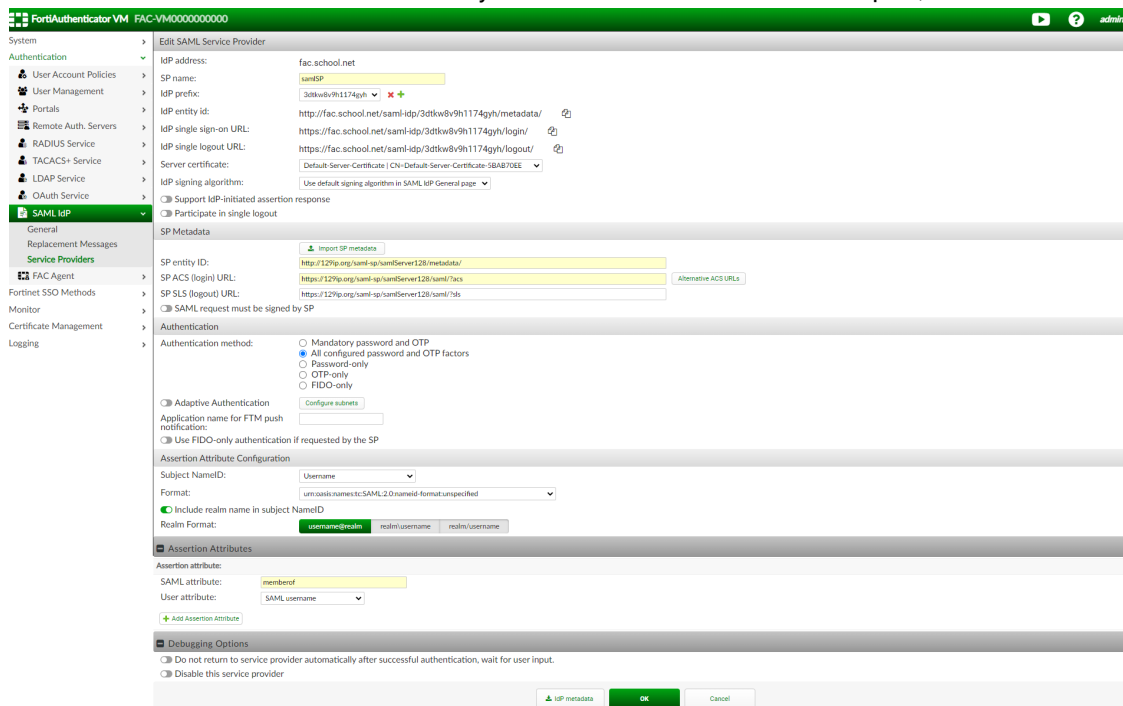 FortiAuthenticator VM FAC-VM0000000000
admin
System
Authentication
User Account Policies
User Management
Portals
Remote Auth. Servers
RADIUS Service
TACACS+ Service
LDAP Service
OAuth Service
SAML IdP
General
Replacement Messages
Service Providers
FAC Agent
Fortinet SSO Methods
Monitor
Certificate Management
Logging
Edit SAML Service Provider
IdP address: fac.school.net
SP name: samlSP
IdP prefix: 3dtkw8v9h1174gyh
IdP entity id: http://fac.school.net/saml-idp/3dtkw8v9h1174gyh/metadata/
IdP single sign-on URL: https://fac.school.net/saml-idp/3dtkw8v9h1174gyh/login/
IdP single logout URL: https://fac.school.net/saml-idp/3dtkw8v9h1174gyh/logout/
Server certificate: Default-Server-Certificate | CN=Default-Server-Certificate-5BAB70EE
IdP signing algorithm: Use default signing algorithm in SAML IdP General page
Support IdP-initiated assertion response
Participate in single logout
SP Metadata
Import SP metadata
SP entity ID: http://129ip.org/saml-sp/samlServer128/metadata/
SP ACS (login) URL: https://129ip.org/saml-sp/samlServer128/saml/?acs Alternative ACS URLs
SP SLS (logout) URL: https://129ip.org/saml-sp/samlServer128/saml/?sls
SAML request must be signed by SP
Authentication
Authentication method: Mandatory password and OTP
All configured password and OTP factors
Password-only
OTP-only
FIDO-only
Adaptive Authentication Configure subnets
Application name for FTM push
notification:
Use FIDO-only authentication if requested by the SP
Assertion Attribute Configuration
Subject NameID: Username
Format: urn:oasis:names:tc:SAML:2.0:nameid-format:unspecified
Include realm name in subject NameID
Realm Format: username@realm realm\username realm/username
Assertion Attributes
Assertion attribute:
SAML attribute: memberof
User attribute: SAML username
Add Assertion Attribute
Debugging Options
Do not return to service provider automatically after successful authentication, wait for user input.
Disable this service provider
IdP metadata OK Cancel